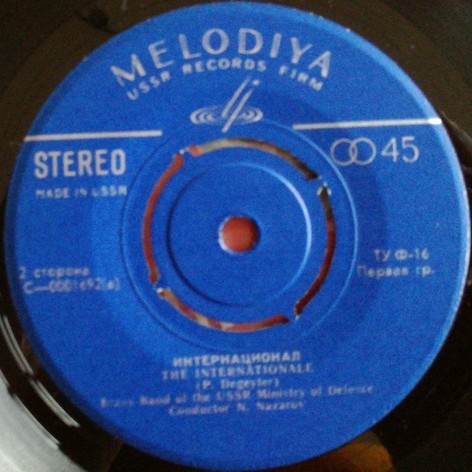 MELODIYA
USSR RECORDS FIRM
STEREO
45
MADE IN USSR
ТУ Ф-16
2 сторона
Первая гр.
С—0001692(а)
ИНТЕРНАЦИОНАЛ
THE INTERNATIONALE
(P. Degeyter)
Brass Band of the USSR Ministry of Defence
Conductor N. Nazarov